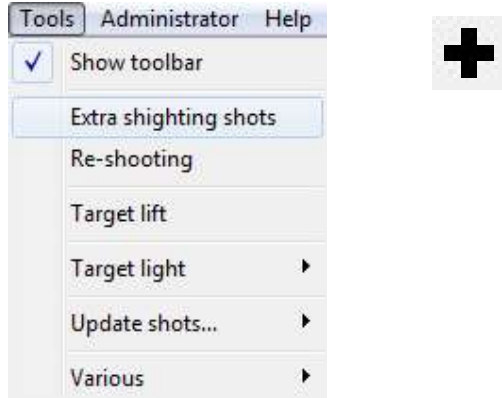 Tools Administrator Help
Show toolbar
Extra shighting shots
Re-shooting
Target lift
Target light
Update shots...
Various